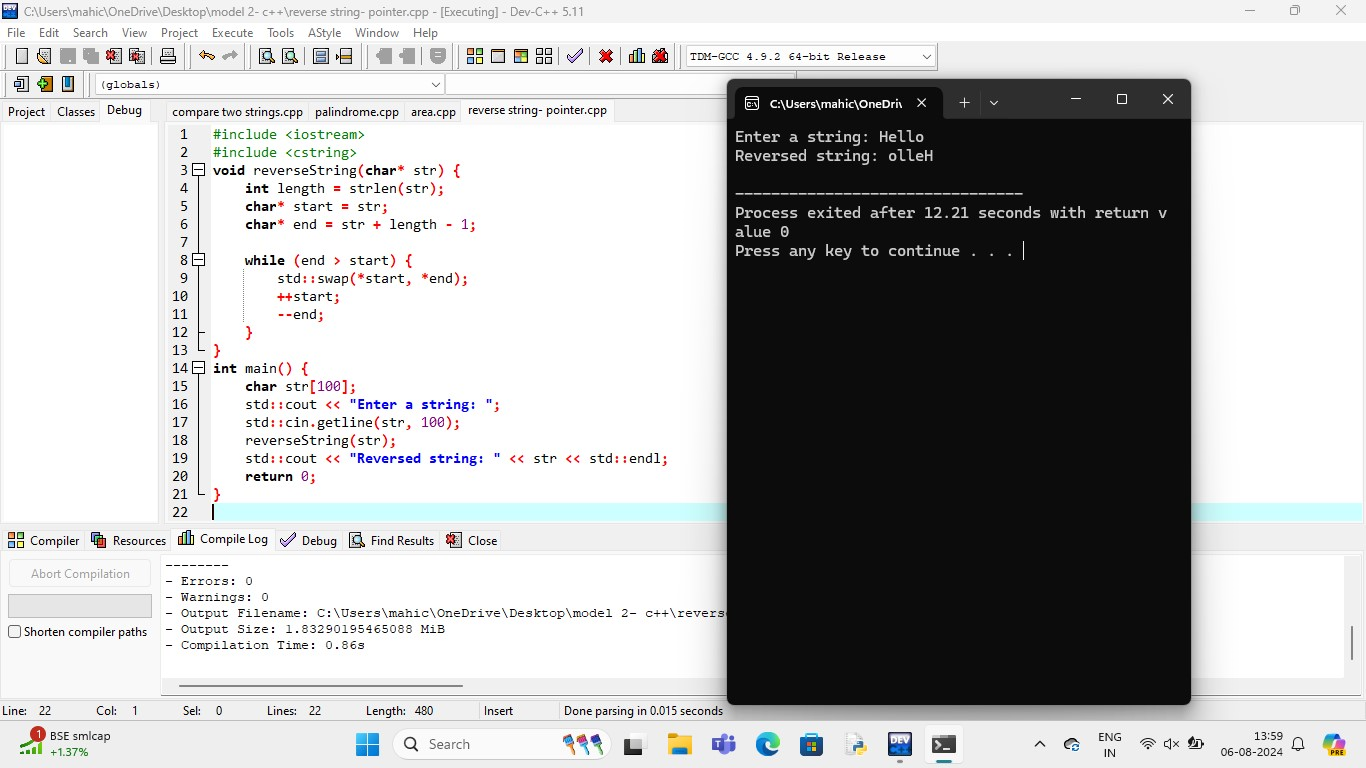 C:\Users\mahic\OneDrive\Desktop\model 2- c++\reverse string- pointer.cpp - [Executing] - Dev-C++ 5.11
File Edit Search View Project Execute Tools AStyle Window Help
TDM-GCC 4.9.2 64-bit Release
(globals)
Project Classes Debug
compare two strings.cpp palindrome.cpp area.cpp reverse string- pointer.cpp
1 #include <iostream>
2 #include <cstring>
3 void reverseString(char* str) {
4 int length = strlen(str);
5 char* start = str;
6 char* end = str + length - 1;
7
8 while (end > start) {
9 std::swap(*start, *end);
10 ++start;
11 --end;
12 }
13 }
14 int main() {
15 char str[100];
16 std::cout << "Enter a string: ";
17 std::cin.getline(str, 100);
18 reverseString(str);
19 std::cout << "Reversed string: " << str << std::endl;
20 return 0;
21 }
22
C:\Users\mahic\OneDri
Enter a string: Hello
Reversed string: olleH
--------------------------------
Process exited after 12.21 seconds with return v
alue 0
Press any key to continue . . .
Compiler Resources Compile Log Debug Find Results Close
Abort Compilation
Shorten compiler paths
--------
- Errors: 0
- Warnings: 0
- Output Filename: C:\Users\mahic\OneDrive\Desktop\model 2- c++\revers
- Output Size: 1.83290195465088 MiB
- Compilation Time: 0.86s
Line: 22 Col: 1 Sel: 0 Lines: 22 Length: 480 Insert Done parsing in 0.015 seconds
1
BSE smlcap
+1.37%
Search
DEV
ENG
IN
13:59
06-08-2024
PRE